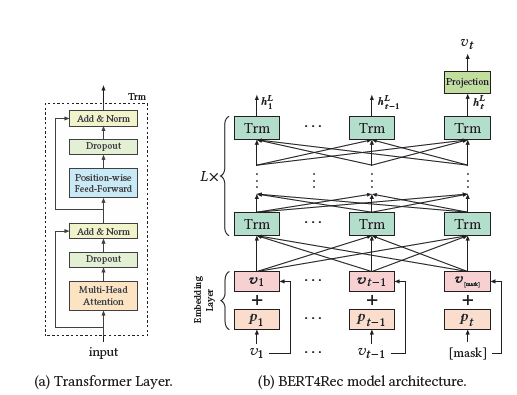 Trm
Add & Norm
Dropout
Position-wise
Feed-Forward
Add & Norm
Dropout
Multi-Head
Attention
input
(a) Transformer Layer.
v_t
Projection
h_1^L h_{t-1}^L h_t^L
Trm ... Trm Trm
L×
Trm ... Trm Trm
Embedding
Layer
v_1 ... v_{t-1} v_[mask]
+ + +
p_1 ... p_{t-1} p_t
v_1 ... v_{t-1} [mask]
(b) BERT4Rec model architecture.